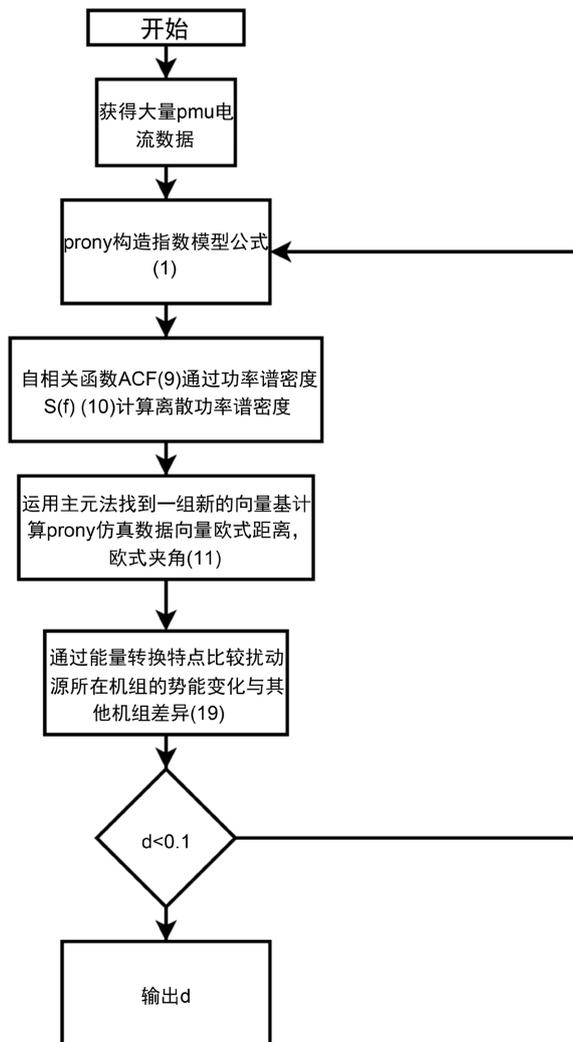 开始
获得大量pmu电
流数据
prony构造指数模型公式
(1)
自相关函数ACF(9)通过功率谱密度
S(f) (10)计算离散功率谱密度
运用主元法找到一组新的向量基计
算prony仿真数据向量欧式距离，
欧式夹角(11)
通过能量转换特点比较扰动
源所在机组的势能变化与其
他机组差异(19)
d<0.1
输出d